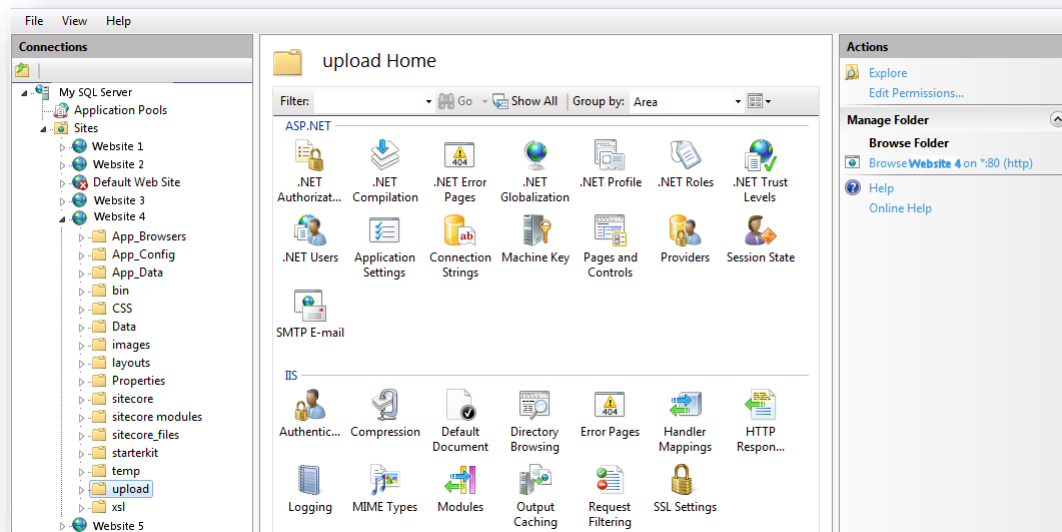 File View Help
Connections
My SQL Server
Application Pools
Sites
Website 1
Website 2
Default Web Site
Website 3
Website 4
App_Browsers
App_Config
App_Data
bin
CSS
Data
images
layouts
Properties
sitecore
sitecore modules
sitecore_files
starterkit
temp
upload
xsl
Website 5
upload Home
Filter: Go Show All Group by: Area
ASP.NET
.NET Authorizat...
.NET Compilation
.NET Error Pages
.NET Globalization
.NET Profile
.NET Roles
.NET Trust Levels
.NET Users
Application Settings
Connection Strings
Machine Key
Pages and Controls
Providers
Session State
SMTP E-mail
IIS
Authentic...
Compression
Default Document
Directory Browsing
Error Pages
Handler Mappings
HTTP Respon...
Logging
MIME Types
Modules
Output Caching
Request Filtering
SSL Settings
Actions
Explore
Edit Permissions...
Manage Folder
Browse Folder
Browse Website 4 on *:80 (http)
Help
Online Help